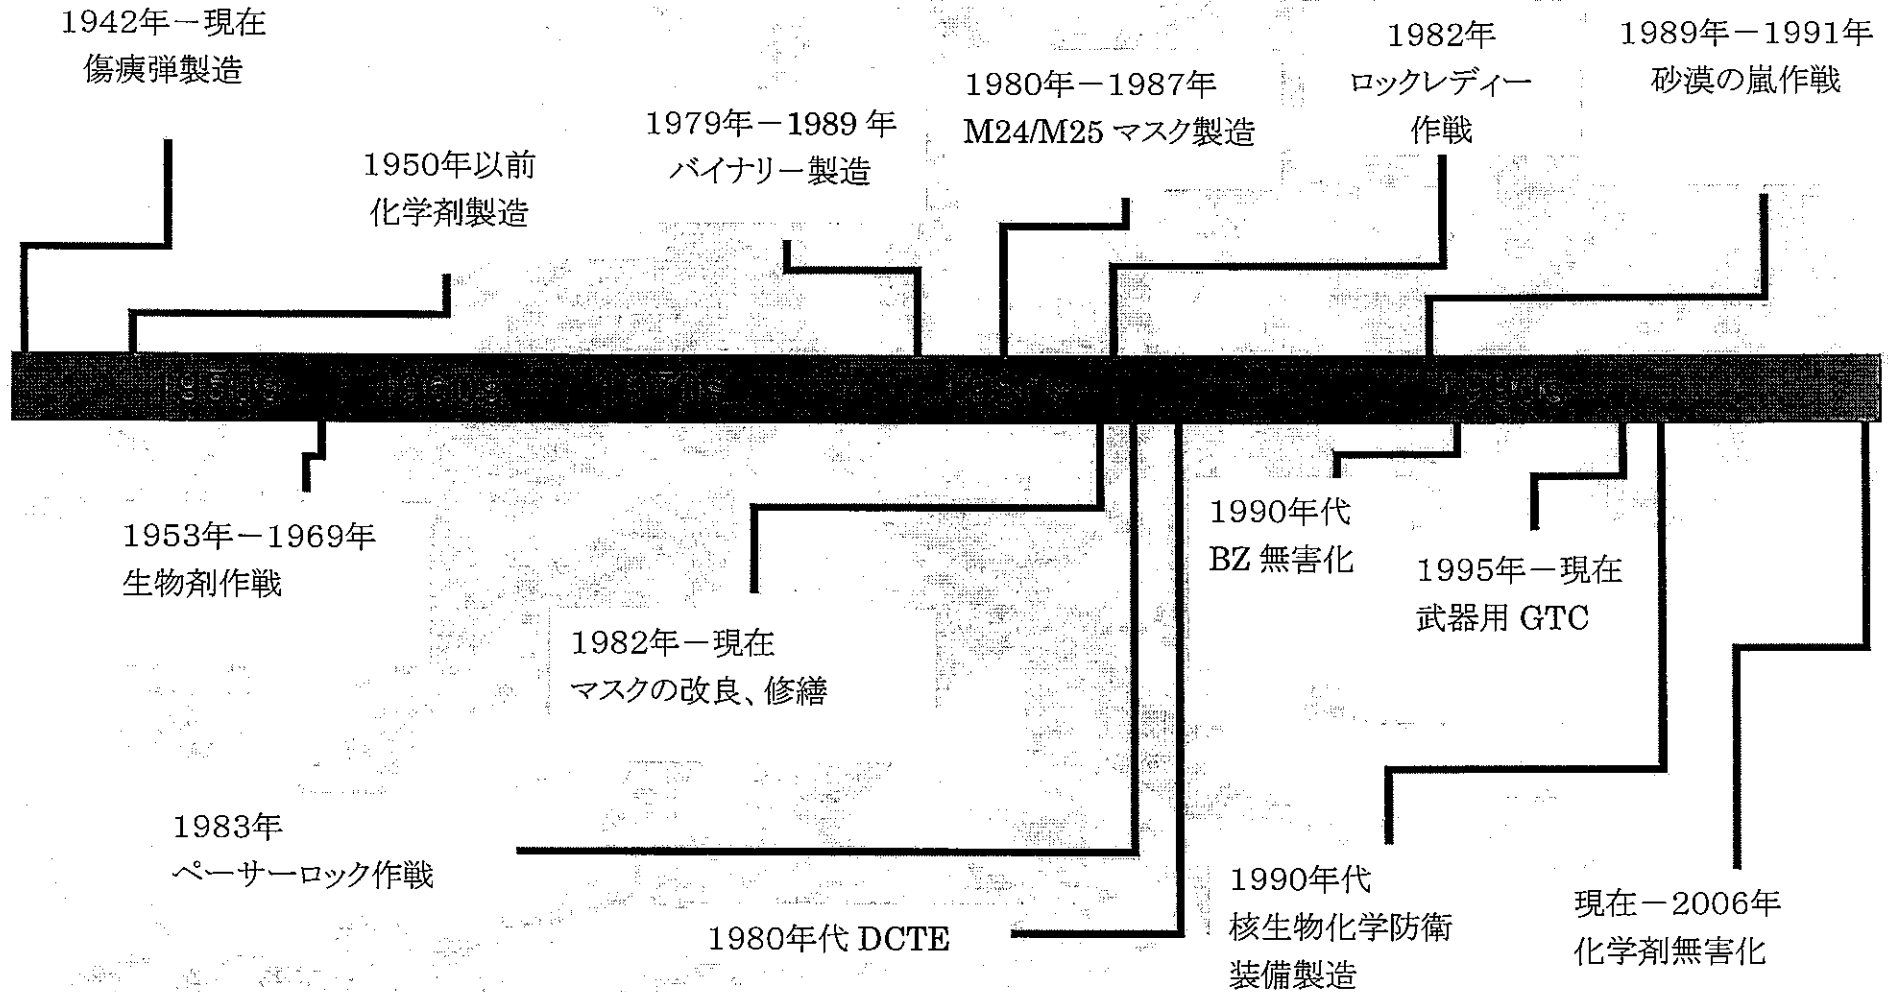 1942年－現在
傷痍弾製造
1950年以前
化学剤製造
1979年－1989 年
バイナリー製造
1980年－1987年
M24/M25 マスク製造
1982年
ロックレディー
作戦
1989年－1991年
砂漠の嵐作戦
1950's
1960's
1970's
1980's
1990's
1953年－1969年
生物剤作戦
1982年－現在
マスクの改良、修繕
1983年
ペーサーロック作戦
1980年代 DCTE
1990年代
BZ 無害化
1995年－現在
武器用 GTC
1990年代
核生物化学防衛
装備製造
現在－2006年
化学剤無害化